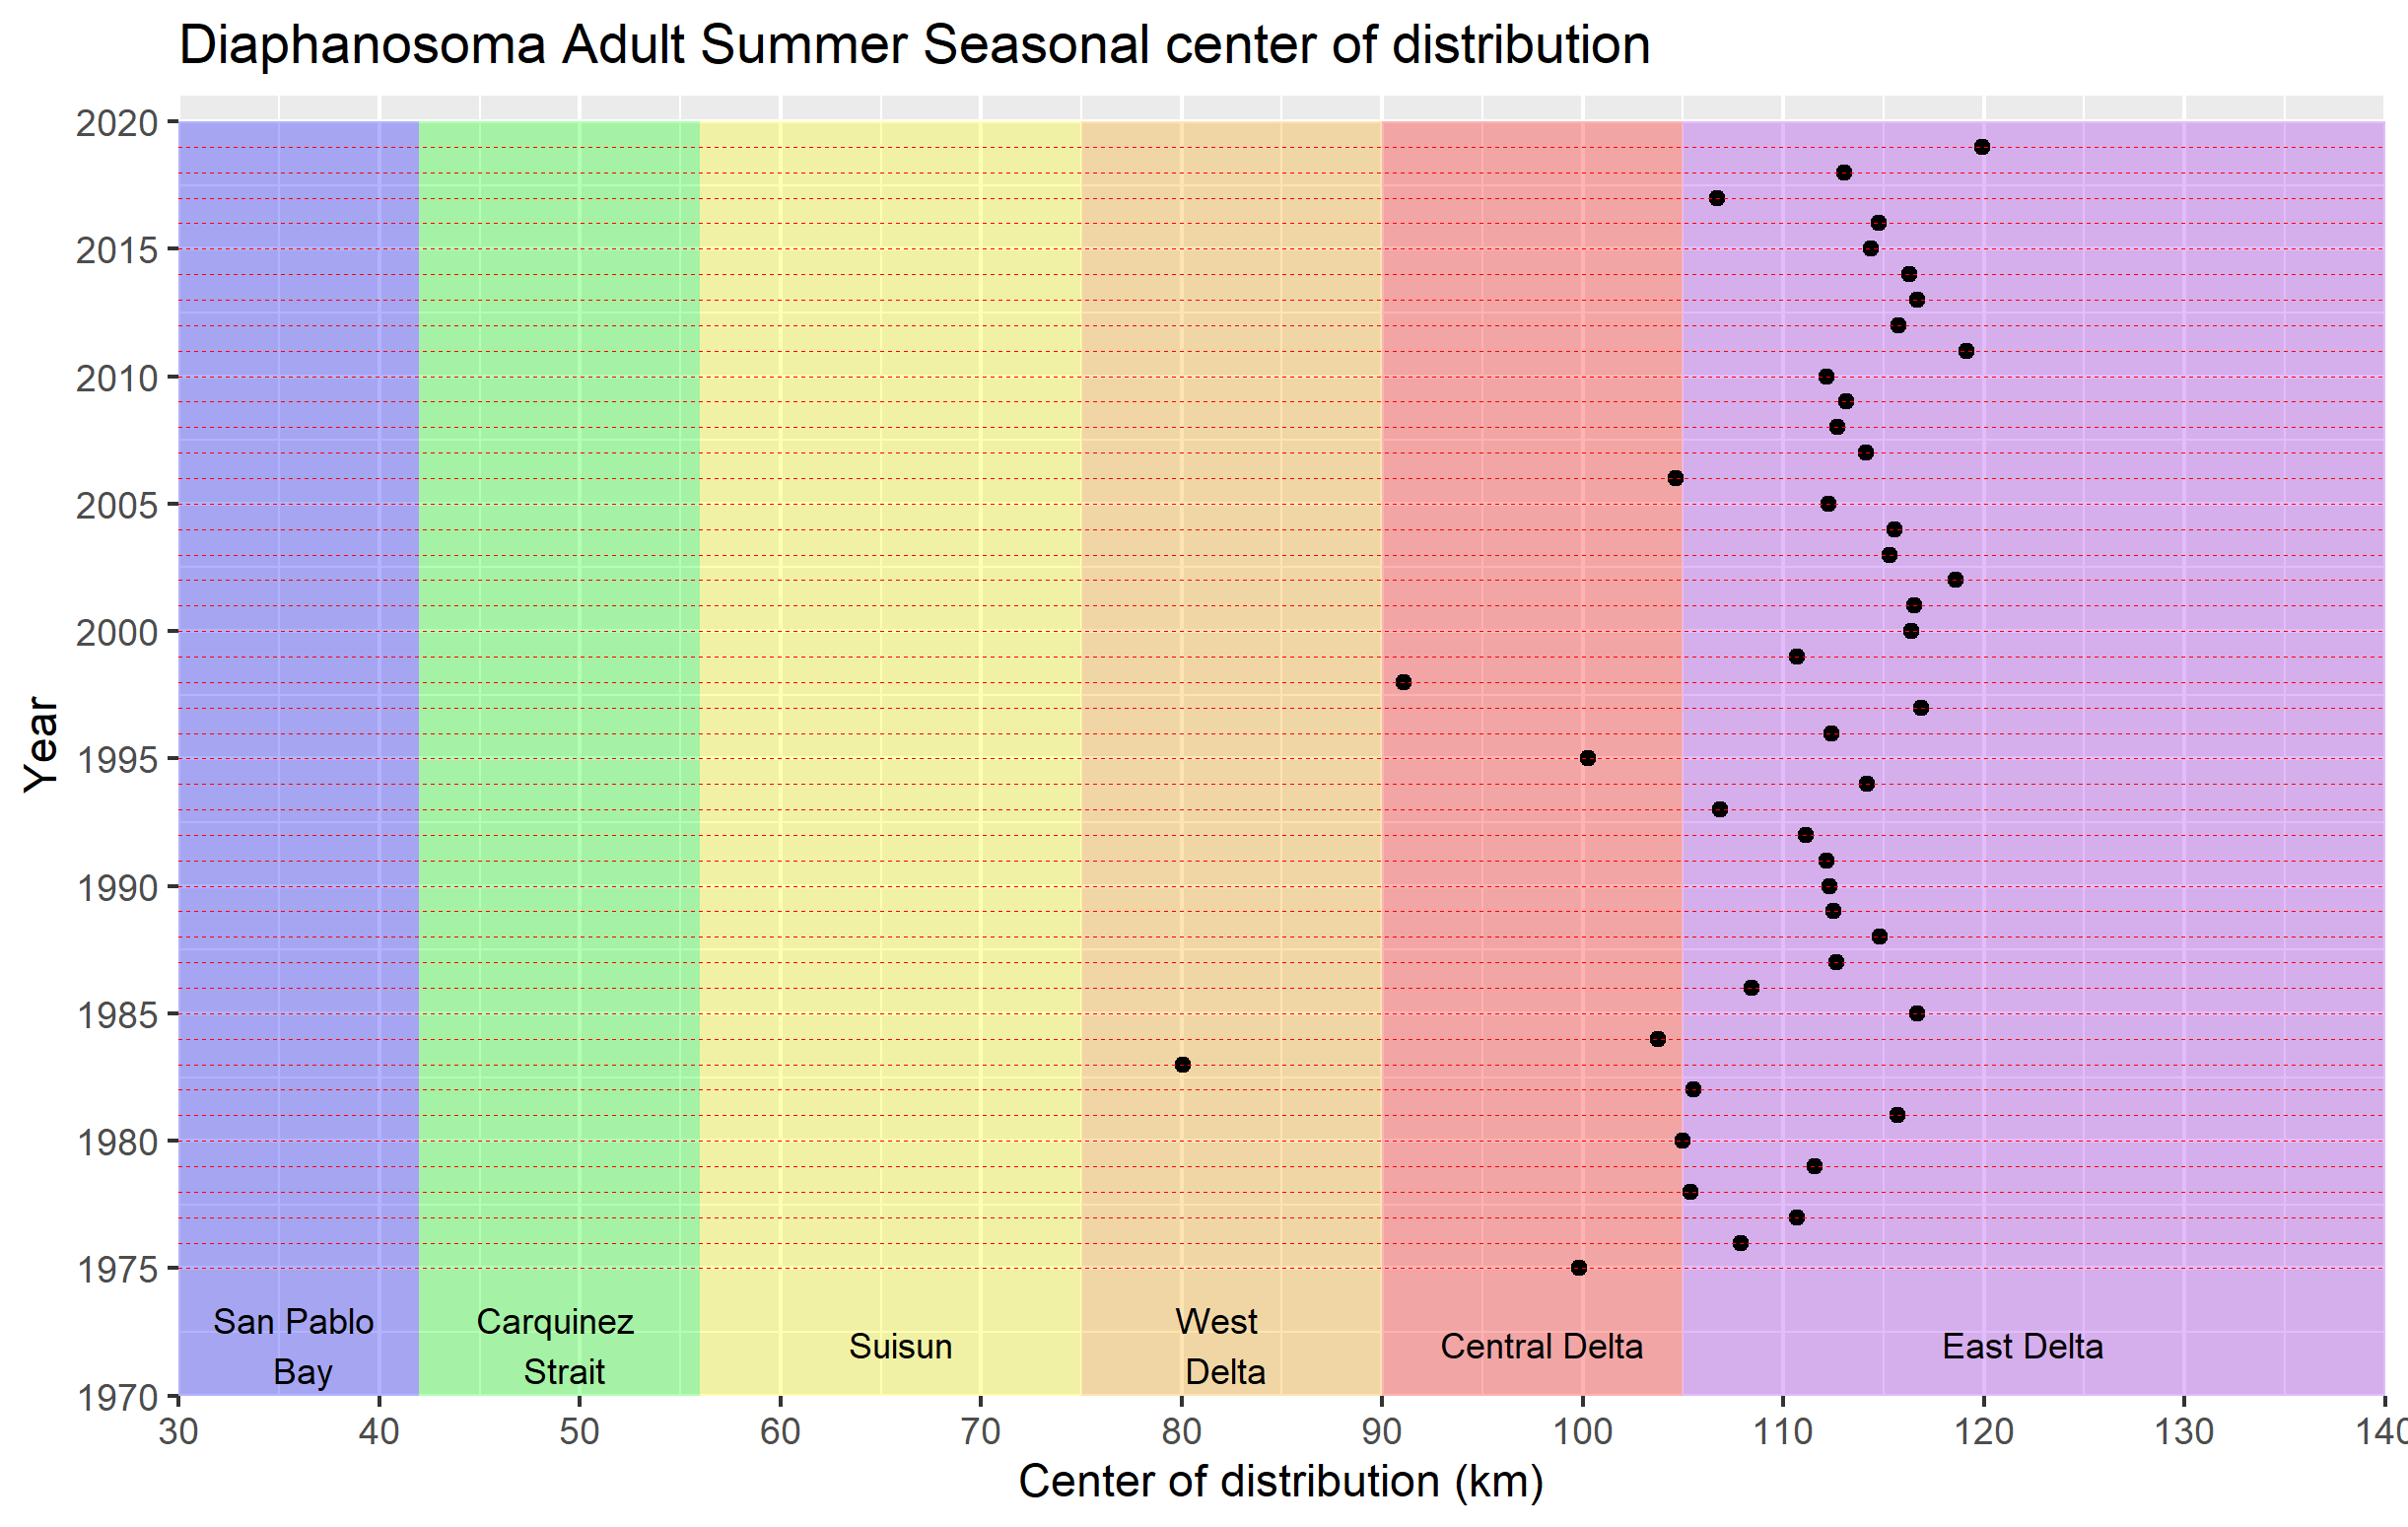 Diaphanosoma Adult Summer Seasonal center of distribution
2020
2015
2010
2005
2000
1995
1990
1985
1980
1975
1970
Year
San Pablo
Bay
Carquinez
Strait
Suisun
West
Delta
Central Delta
East Delta
30 40 50 60 70 80 90 100 110 120 130 140
Center of distribution (km)